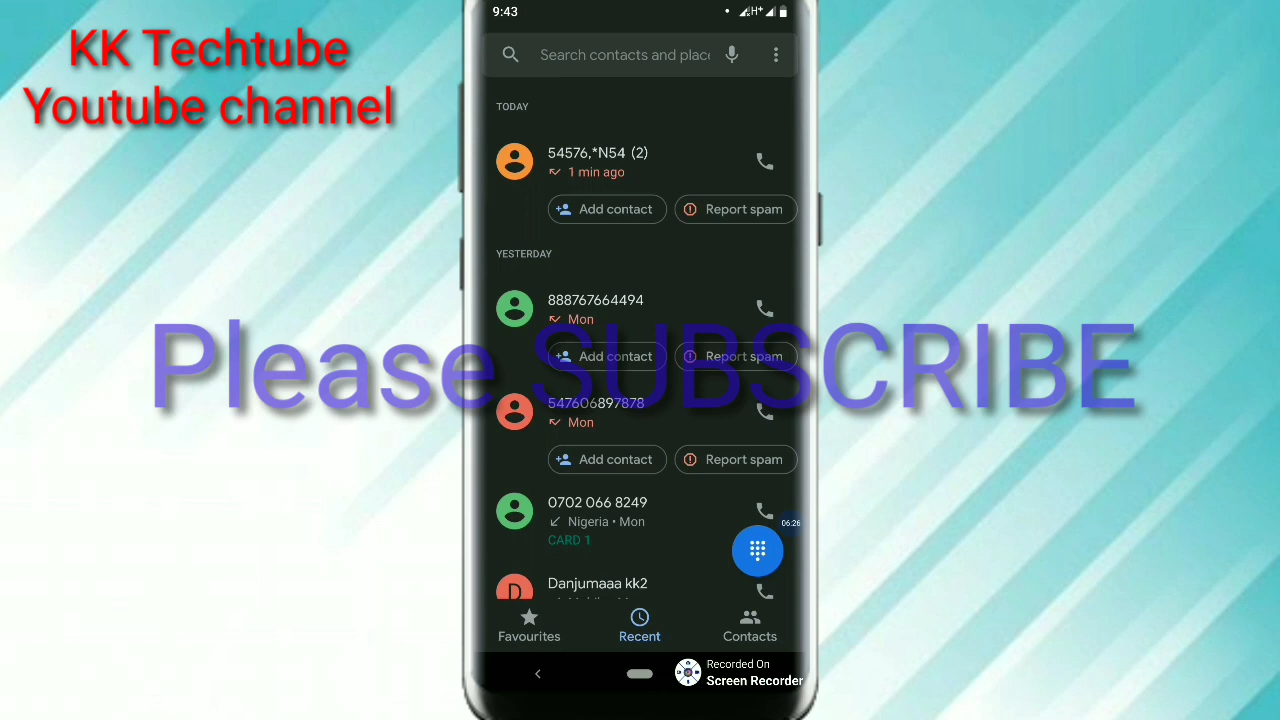 KK Techtube
Youtube channel
9:43
H+
Search contacts and place
TODAY
54576,*N54 (2)
1 min ago
Add contact
Report spam
YESTERDAY
888767664494
Mon
Add contact
Report spam
Please SUBSCRIBE
547606897878
Mon
Add contact
Report spam
0702 066 8249
Nigeria • Mon
CARD 1
06:26
D
Danjumaaa kk2
Favourites
Recent
Contacts
Recorded On
Screen Recorder